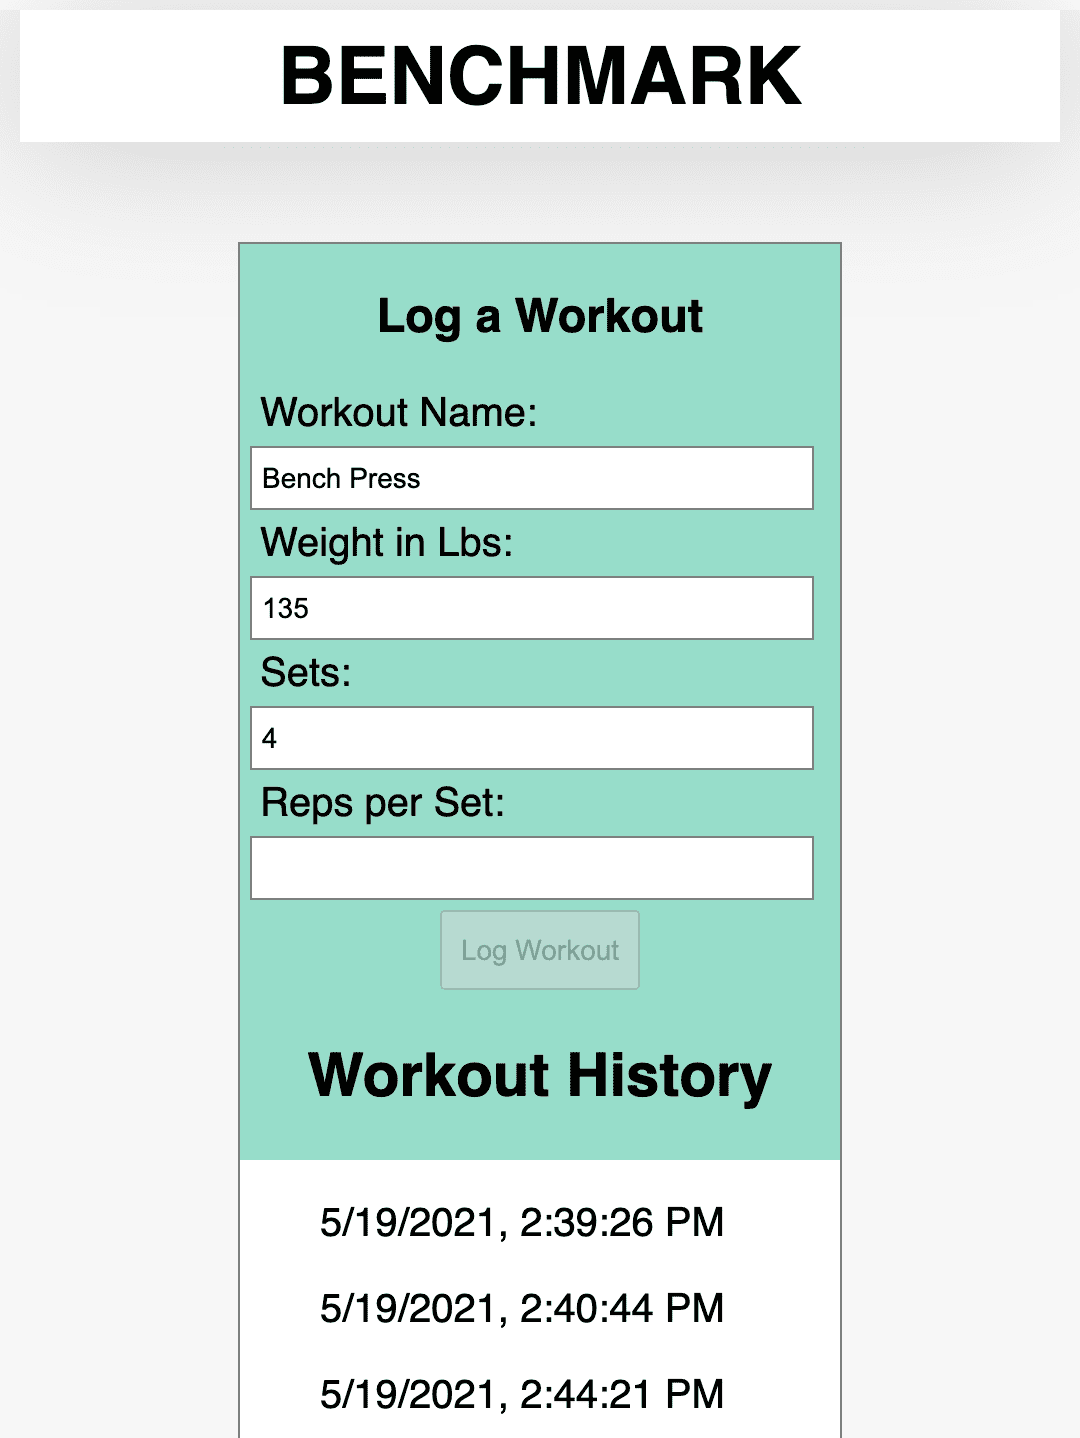 BENCHMARK
Log a Workout
Workout Name:
Bench Press
Weight in Lbs:
135
Sets:
4
Reps per Set:
Log Workout
Workout History
5/19/2021, 2:39:26 PM
5/19/2021, 2:40:44 PM
5/19/2021, 2:44:21 PM